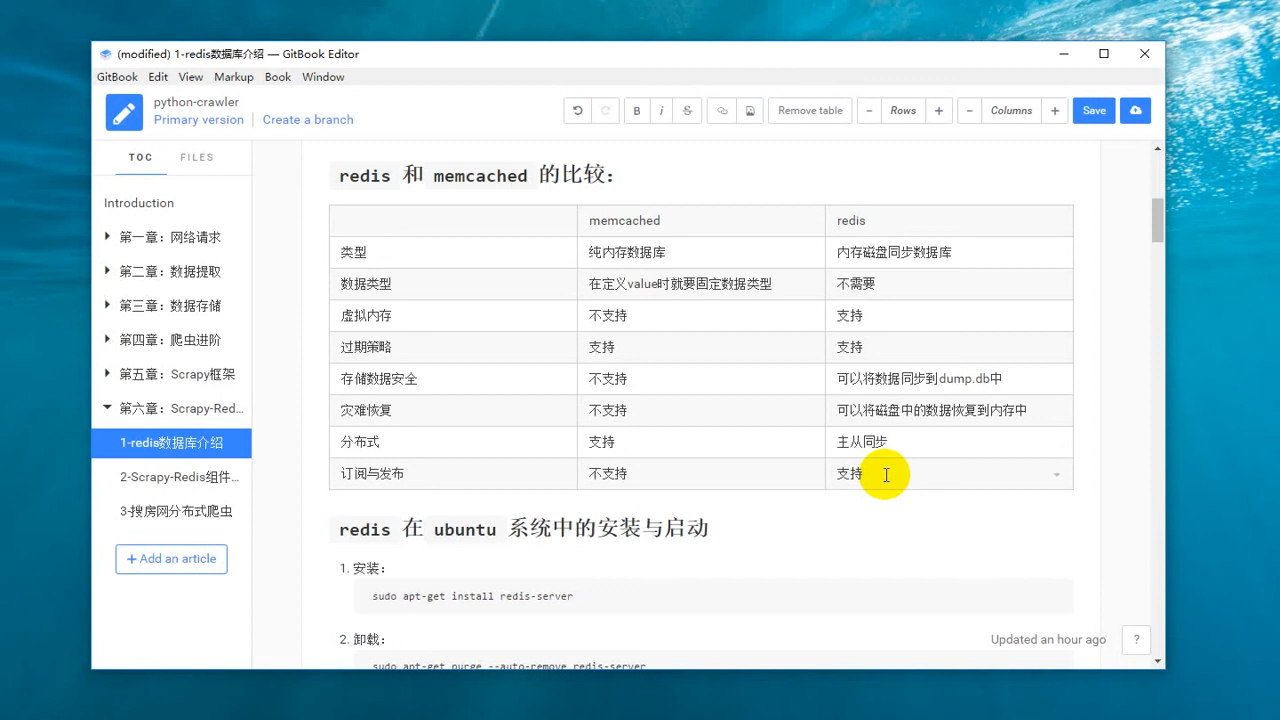 (modified) 1-redis数据库介绍 — GitBook Editor
GitBook Edit View Markup Book Window
python-crawler
Primary version Create a branch
B i S Remove table − Rows + − Columns + Save
TOC FILES
Introduction
第一章：网络请求
第二章：数据提取
第三章：数据存储
第四章：爬虫进阶
第五章：Scrapy框架
第六章：Scrapy-Red...
1-redis数据库介绍
2-Scrapy-Redis组件...
3-搜房网分布式爬虫
+ Add an article
redis 和 memcached 的比较：
memcached redis
类型 纯内存数据库 内存磁盘同步数据库
数据类型 在定义value时就要固定数据类型 不需要
虚拟内存 不支持 支持
过期策略 支持 支持
存储数据安全 不支持 可以将数据同步到dump.db中
灾难恢复 不支持 可以将磁盘中的数据恢复到内存中
分布式 支持 主从同步
订阅与发布 不支持 支持
redis 在 ubuntu 系统中的安装与启动
1. 安装：
sudo apt-get install redis-server
2. 卸载：
sudo apt-get purge --auto-remove redis-server
Updated an hour ago ?